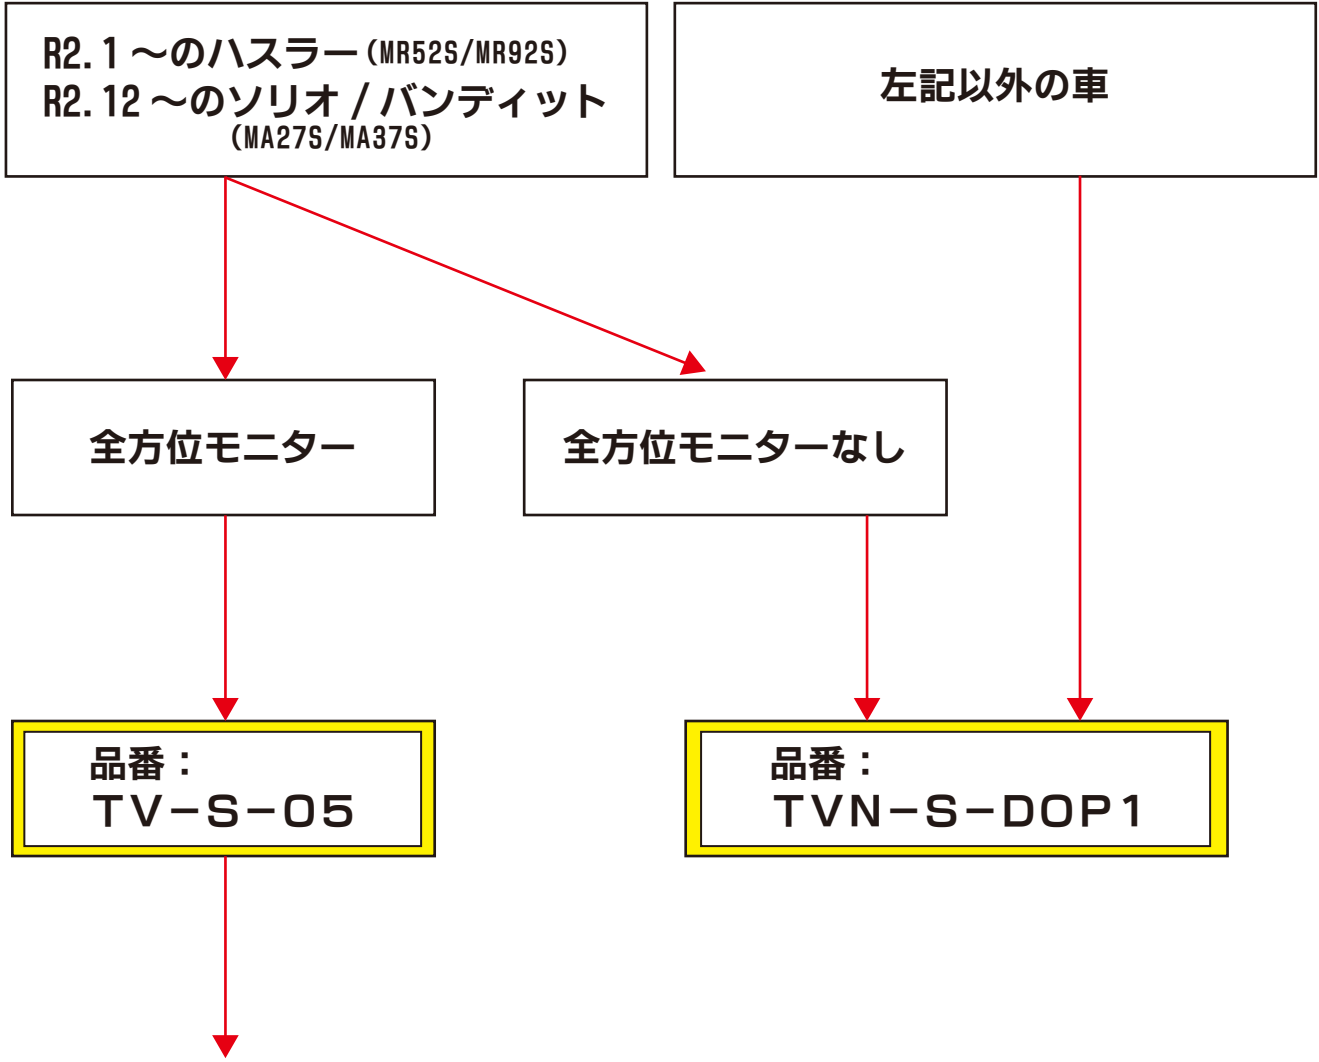 R2.1～のハスラー(MR52S/MR92S)
R2.12～のソリオ/バンディット
(MA27S/MA37S)
左記以外の車
全方位モニター
全方位モニターなし
品番：
TV-S-05
品番：
TVN-S-DOP1